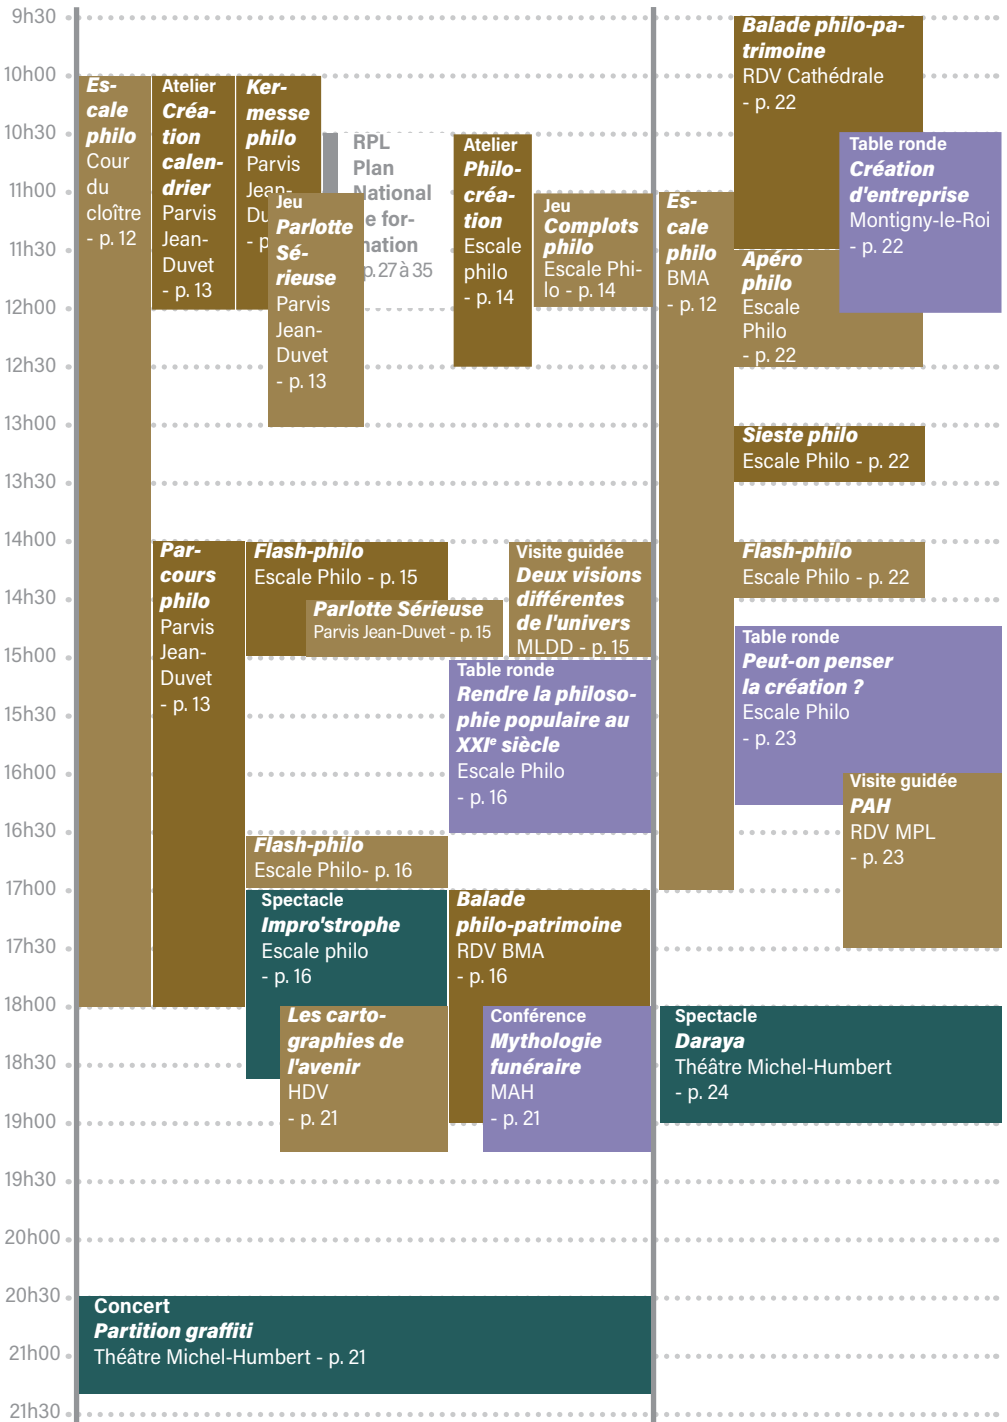 9h30
10h00
10h30
11h00
11h30
12h00
12h30
13h00
13h30
14h00
14h30
15h00
15h30
16h00
16h30
17h00
17h30
18h00
18h30
19h00
19h30
20h00
20h30
21h00
21h30
Es-
cale
philo
Cour
du
cloître
- p. 12
Atelier
Créa-
tion
calen-
drier
Parvis
Jean-
Duvet
- p. 13
Ker-
messe
philo
Parvis
Jean-
Du
- p
Jeu
Parlotte
Sé-
rieuse
Parvis
Jean-
Duvet
- p. 13
RPL
Plan
National
e for-
mation
p. 27 à 35
Atelier
Philo-
créa-
tion
Escale
philo
- p. 14
Jeu
Complots
philo
Escale Phi-
lo - p. 14
Par-
cours
philo
Parvis
Jean-
Duvet
- p. 13
Flash-philo
Escale Philo - p. 15
Parlotte Sérieuse
Parvis Jean-Duvet - p. 15
Visite guidée
Deux visions
différentes
de l'univers
MLDD - p. 15
Table ronde
Rendre la philoso-
phie populaire au
XXIe siècle
Escale Philo
- p. 16
Flash-philo
Escale Philo- p. 16
Spectacle
Impro'strophe
Escale philo
- p. 16
Balade
philo-patrimoine
RDV BMA
- p. 16
Les carto-
graphies de
l'avenir
HDV
- p. 21
Conférence
Mythologie
funéraire
MAH
- p. 21
Concert
Partition graffiti
Théâtre Michel-Humbert - p. 21
Es-
cale
philo
BMA
- p. 12
Balade philo-pa-
trimoine
RDV Cathédrale
- p. 22
Table ronde
Création
d'entreprise
Montigny-le-Roi
- p. 22
Apéro
philo
Escale
Philo
- p. 22
Sieste philo
Escale Philo - p. 22
Flash-philo
Escale Philo - p. 22
Table ronde
Peut-on penser
la création ?
Escale Philo
- p. 23
Visite guidée
PAH
RDV MPL
- p. 23
Spectacle
Daraya
Théâtre Michel-Humbert
- p. 24